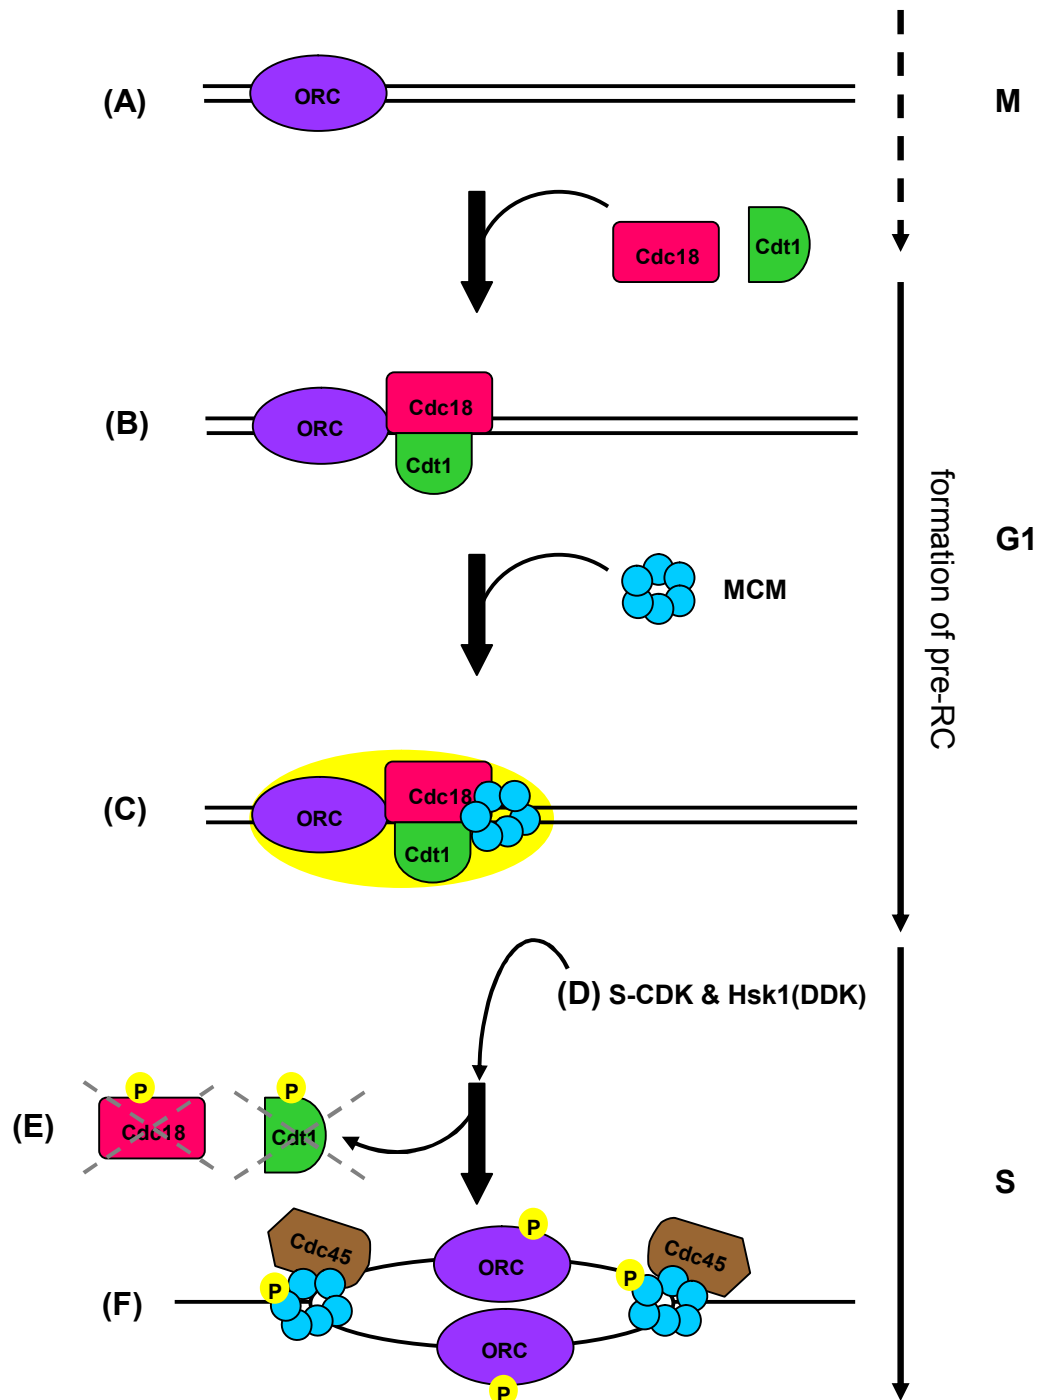 (A)
ORC
M
Cdc18
Cdt1
(B)
ORC
Cdc18
Cdt1
G1
formation of pre-RC
MCM
(C)
ORC
Cdc18
Cdt1
(D) S-CDK & Hsk1(DDK)
(E)
P
Cdc18
P
Cdt1
S
(F)
Cdc45
P
ORC
P
ORC
P
P
Cdc45